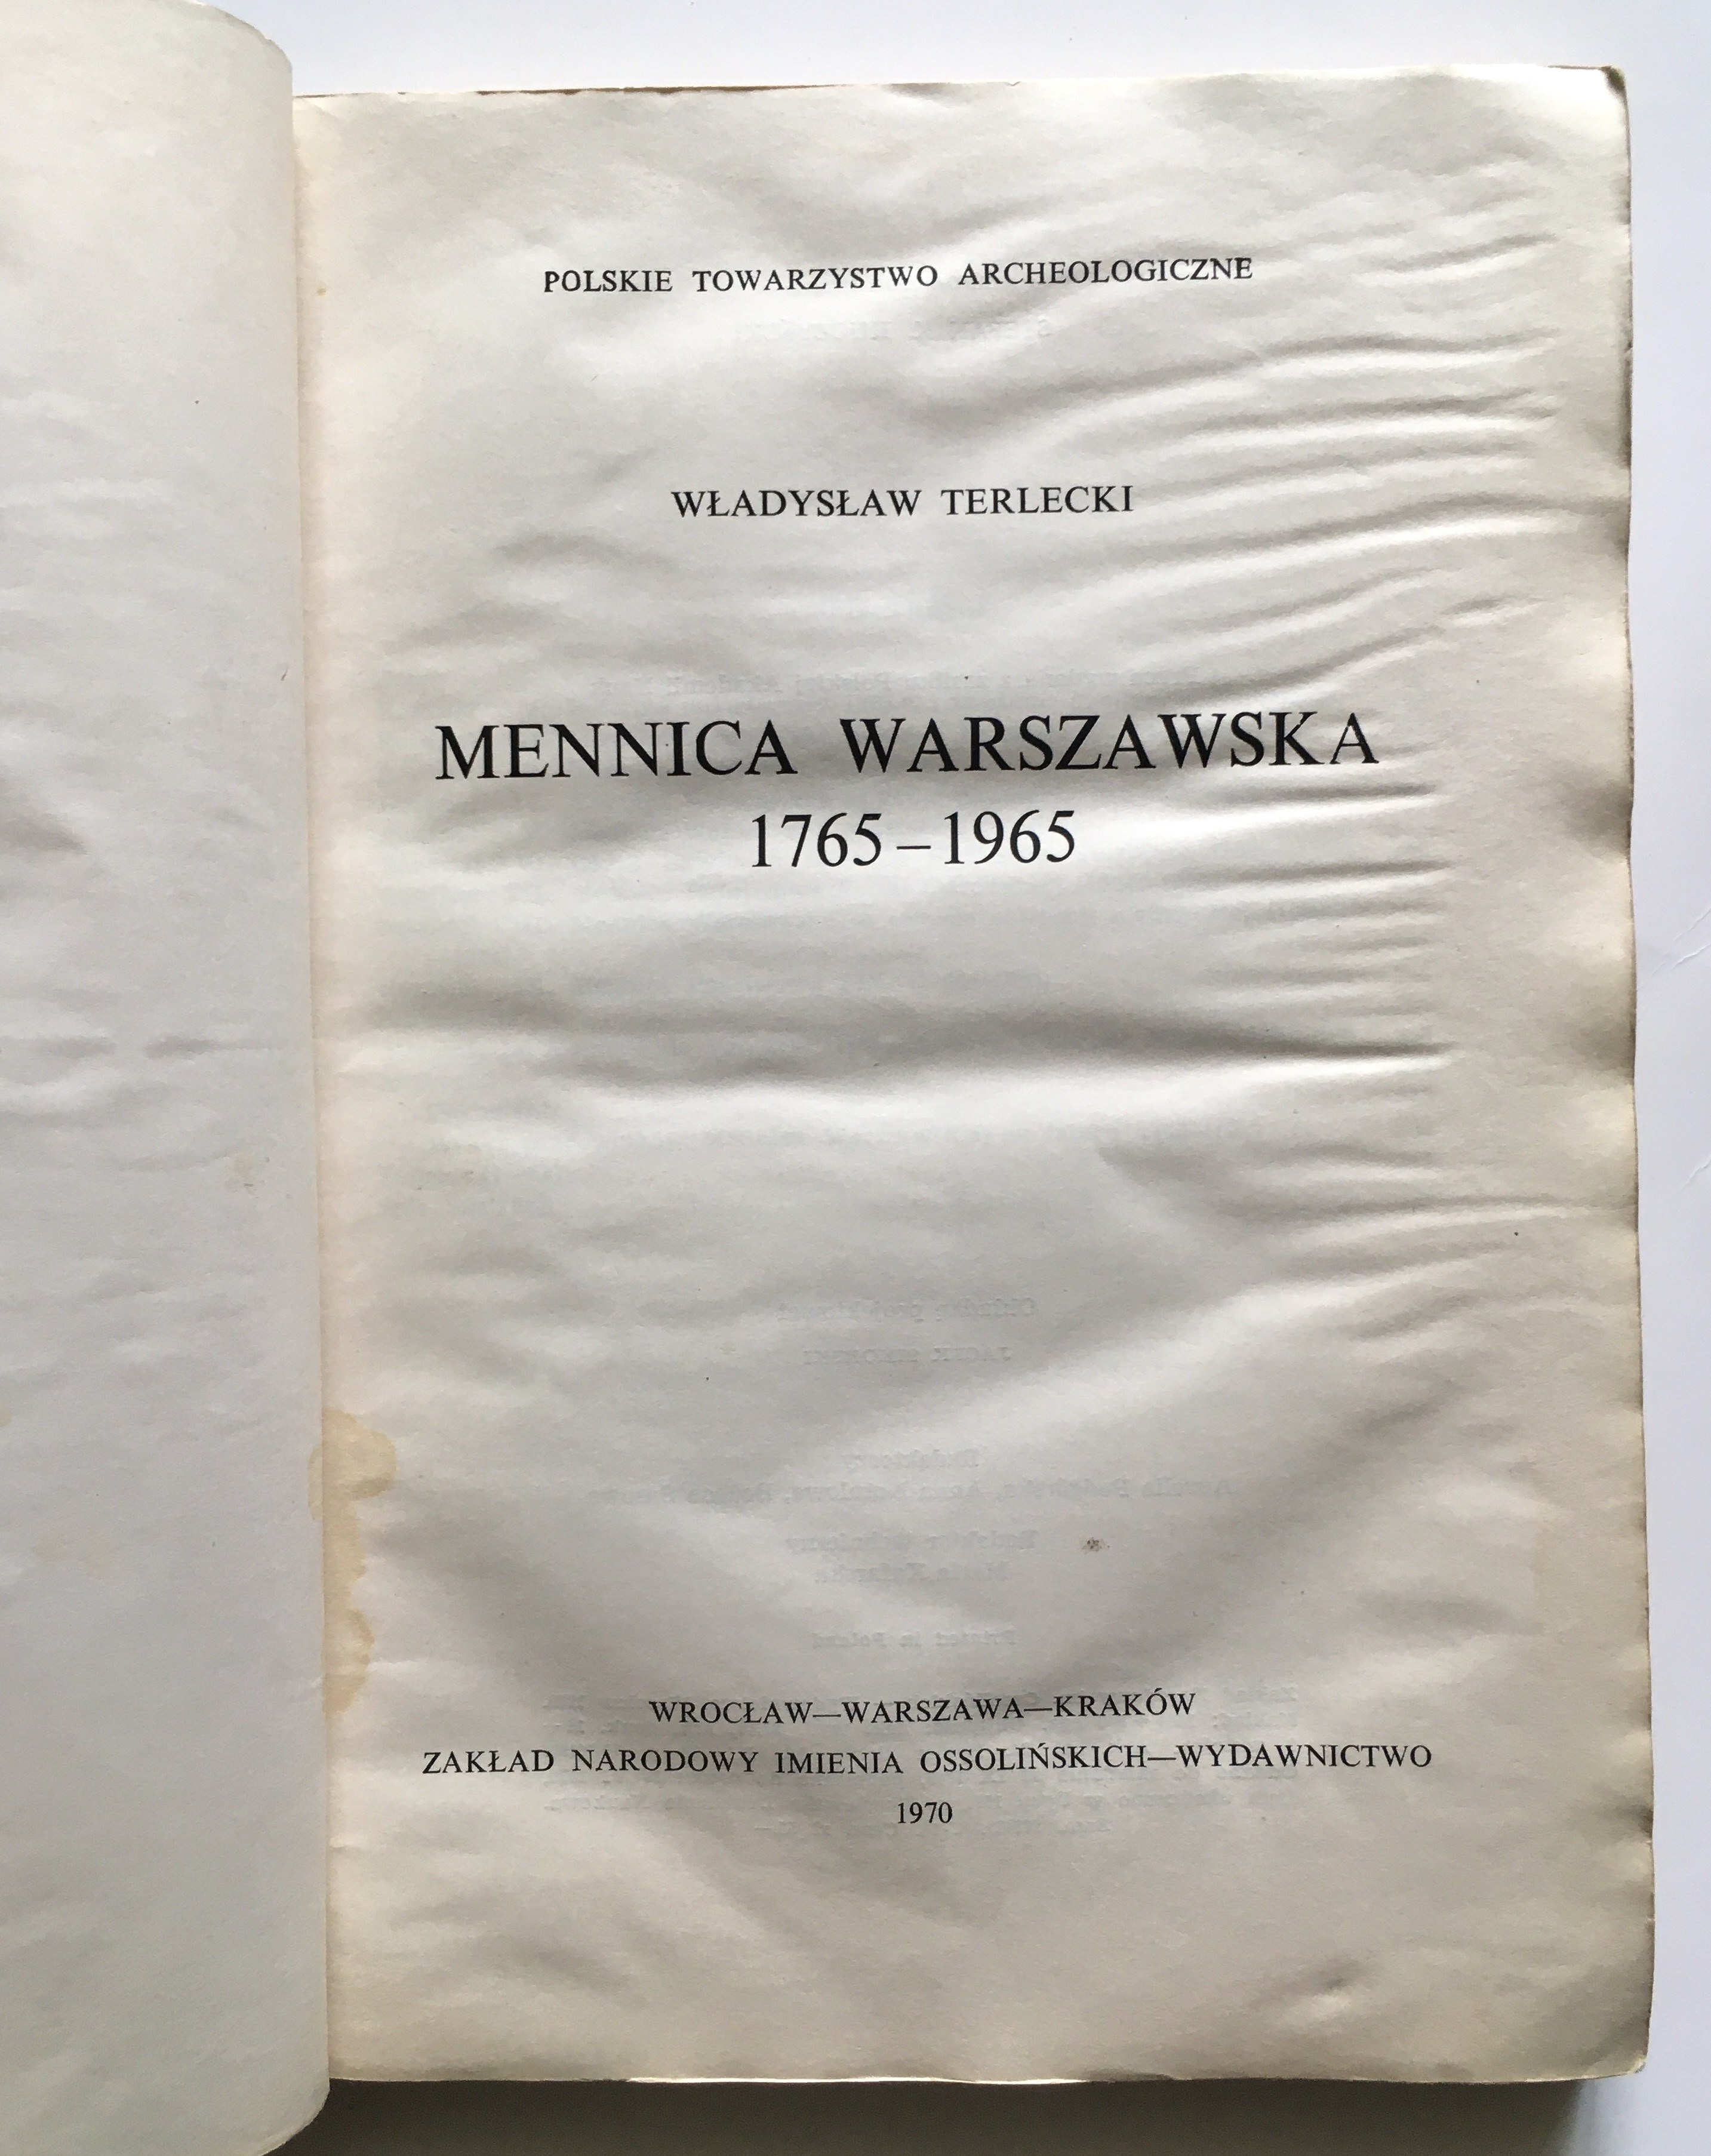 POLSKIE TOWARZYSTWO ARCHEOLOGICZNE
WŁADYSŁAW TERLECKI
MENNICA WARSZAWSKA
1765–1965
WROCŁAW—WARSZAWA—KRAKÓW
ZAKŁAD NARODOWY IMIENIA OSSOLIŃSKICH—WYDAWNICTWO
1970